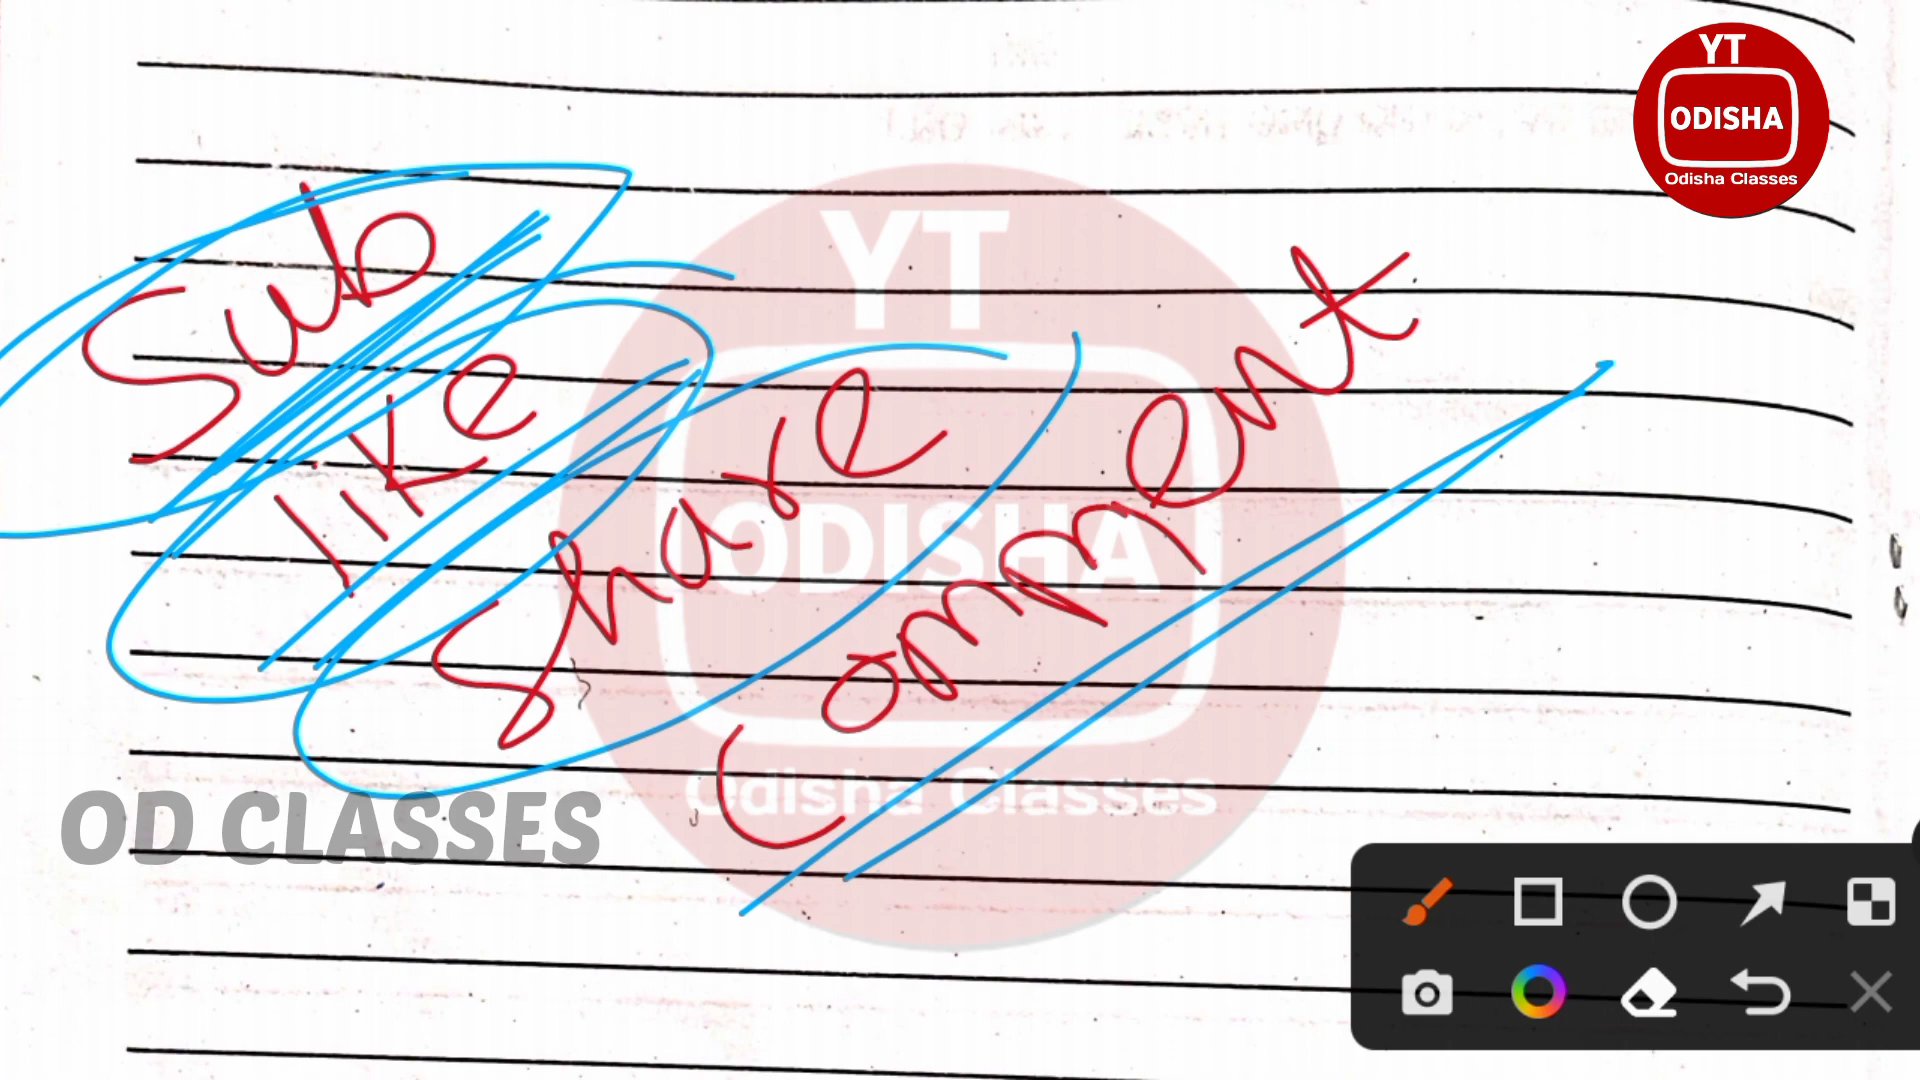 YT
ODISHA
Odisha Classes
Sub
like
Share
Comment
YT
ODISHA
Odisha Classes
OD CLASSES